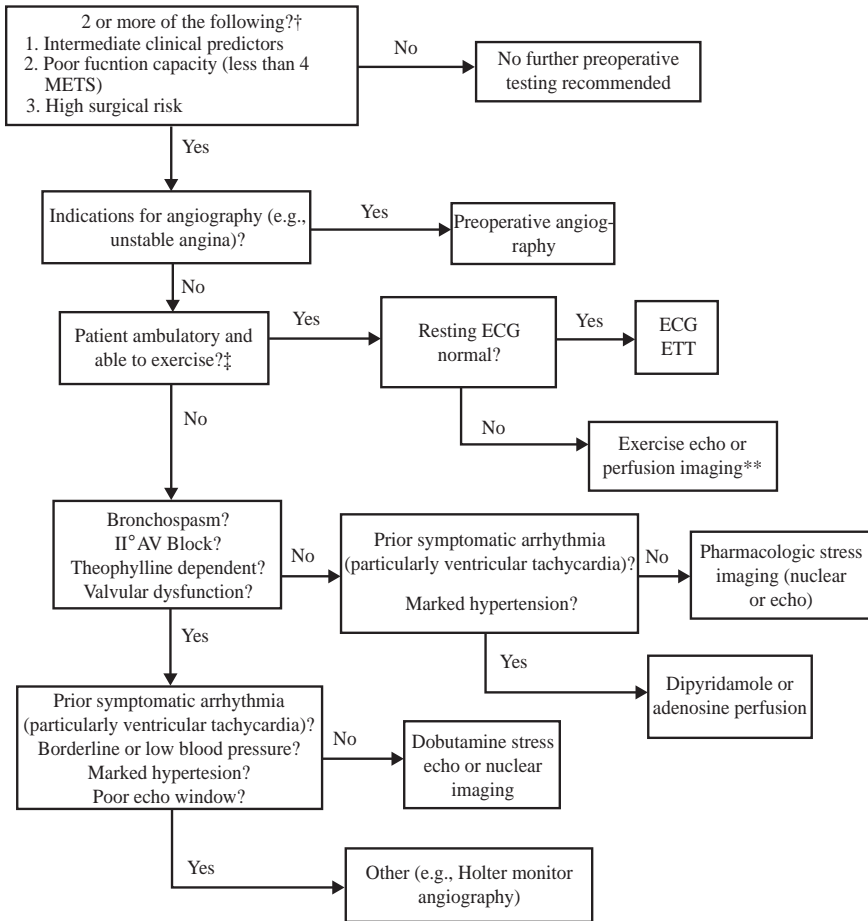 2 or more of the following?†
1. Intermediate clinical predictors
2. Poor fucntion capacity (less than 4
METS)
3. High surgical risk
No
No further preoperative
testing recommended
Yes
Indications for angiography (e.g.,
unstable angina)?
Yes
Preoperative angiog-
raphy
No
Patient ambulatory and
able to exercise?‡
Yes
Resting ECG
normal?
Yes
ECG
ETT
No
No
Exercise echo or
perfusion imaging**
Bronchospasm?
II° AV Block?
Theophylline dependent?
Valvular dysfunction?
No
Prior symptomatic arrhythmia
(particularly ventricular tachycardia)?
Marked hypertension?
No
Pharmacologic stress
imaging (nuclear
or echo)
Yes
Yes
Dipyridamole or
adenosine perfusion
Prior symptomatic arrhythmia
(particularly ventricular tachycardia)?
Borderline or low blood pressure?
Marked hypertesion?
Poor echo window?
No
Dobutamine stress
echo or nuclear
imaging
Yes
Other (e.g., Holter monitor
angiography)